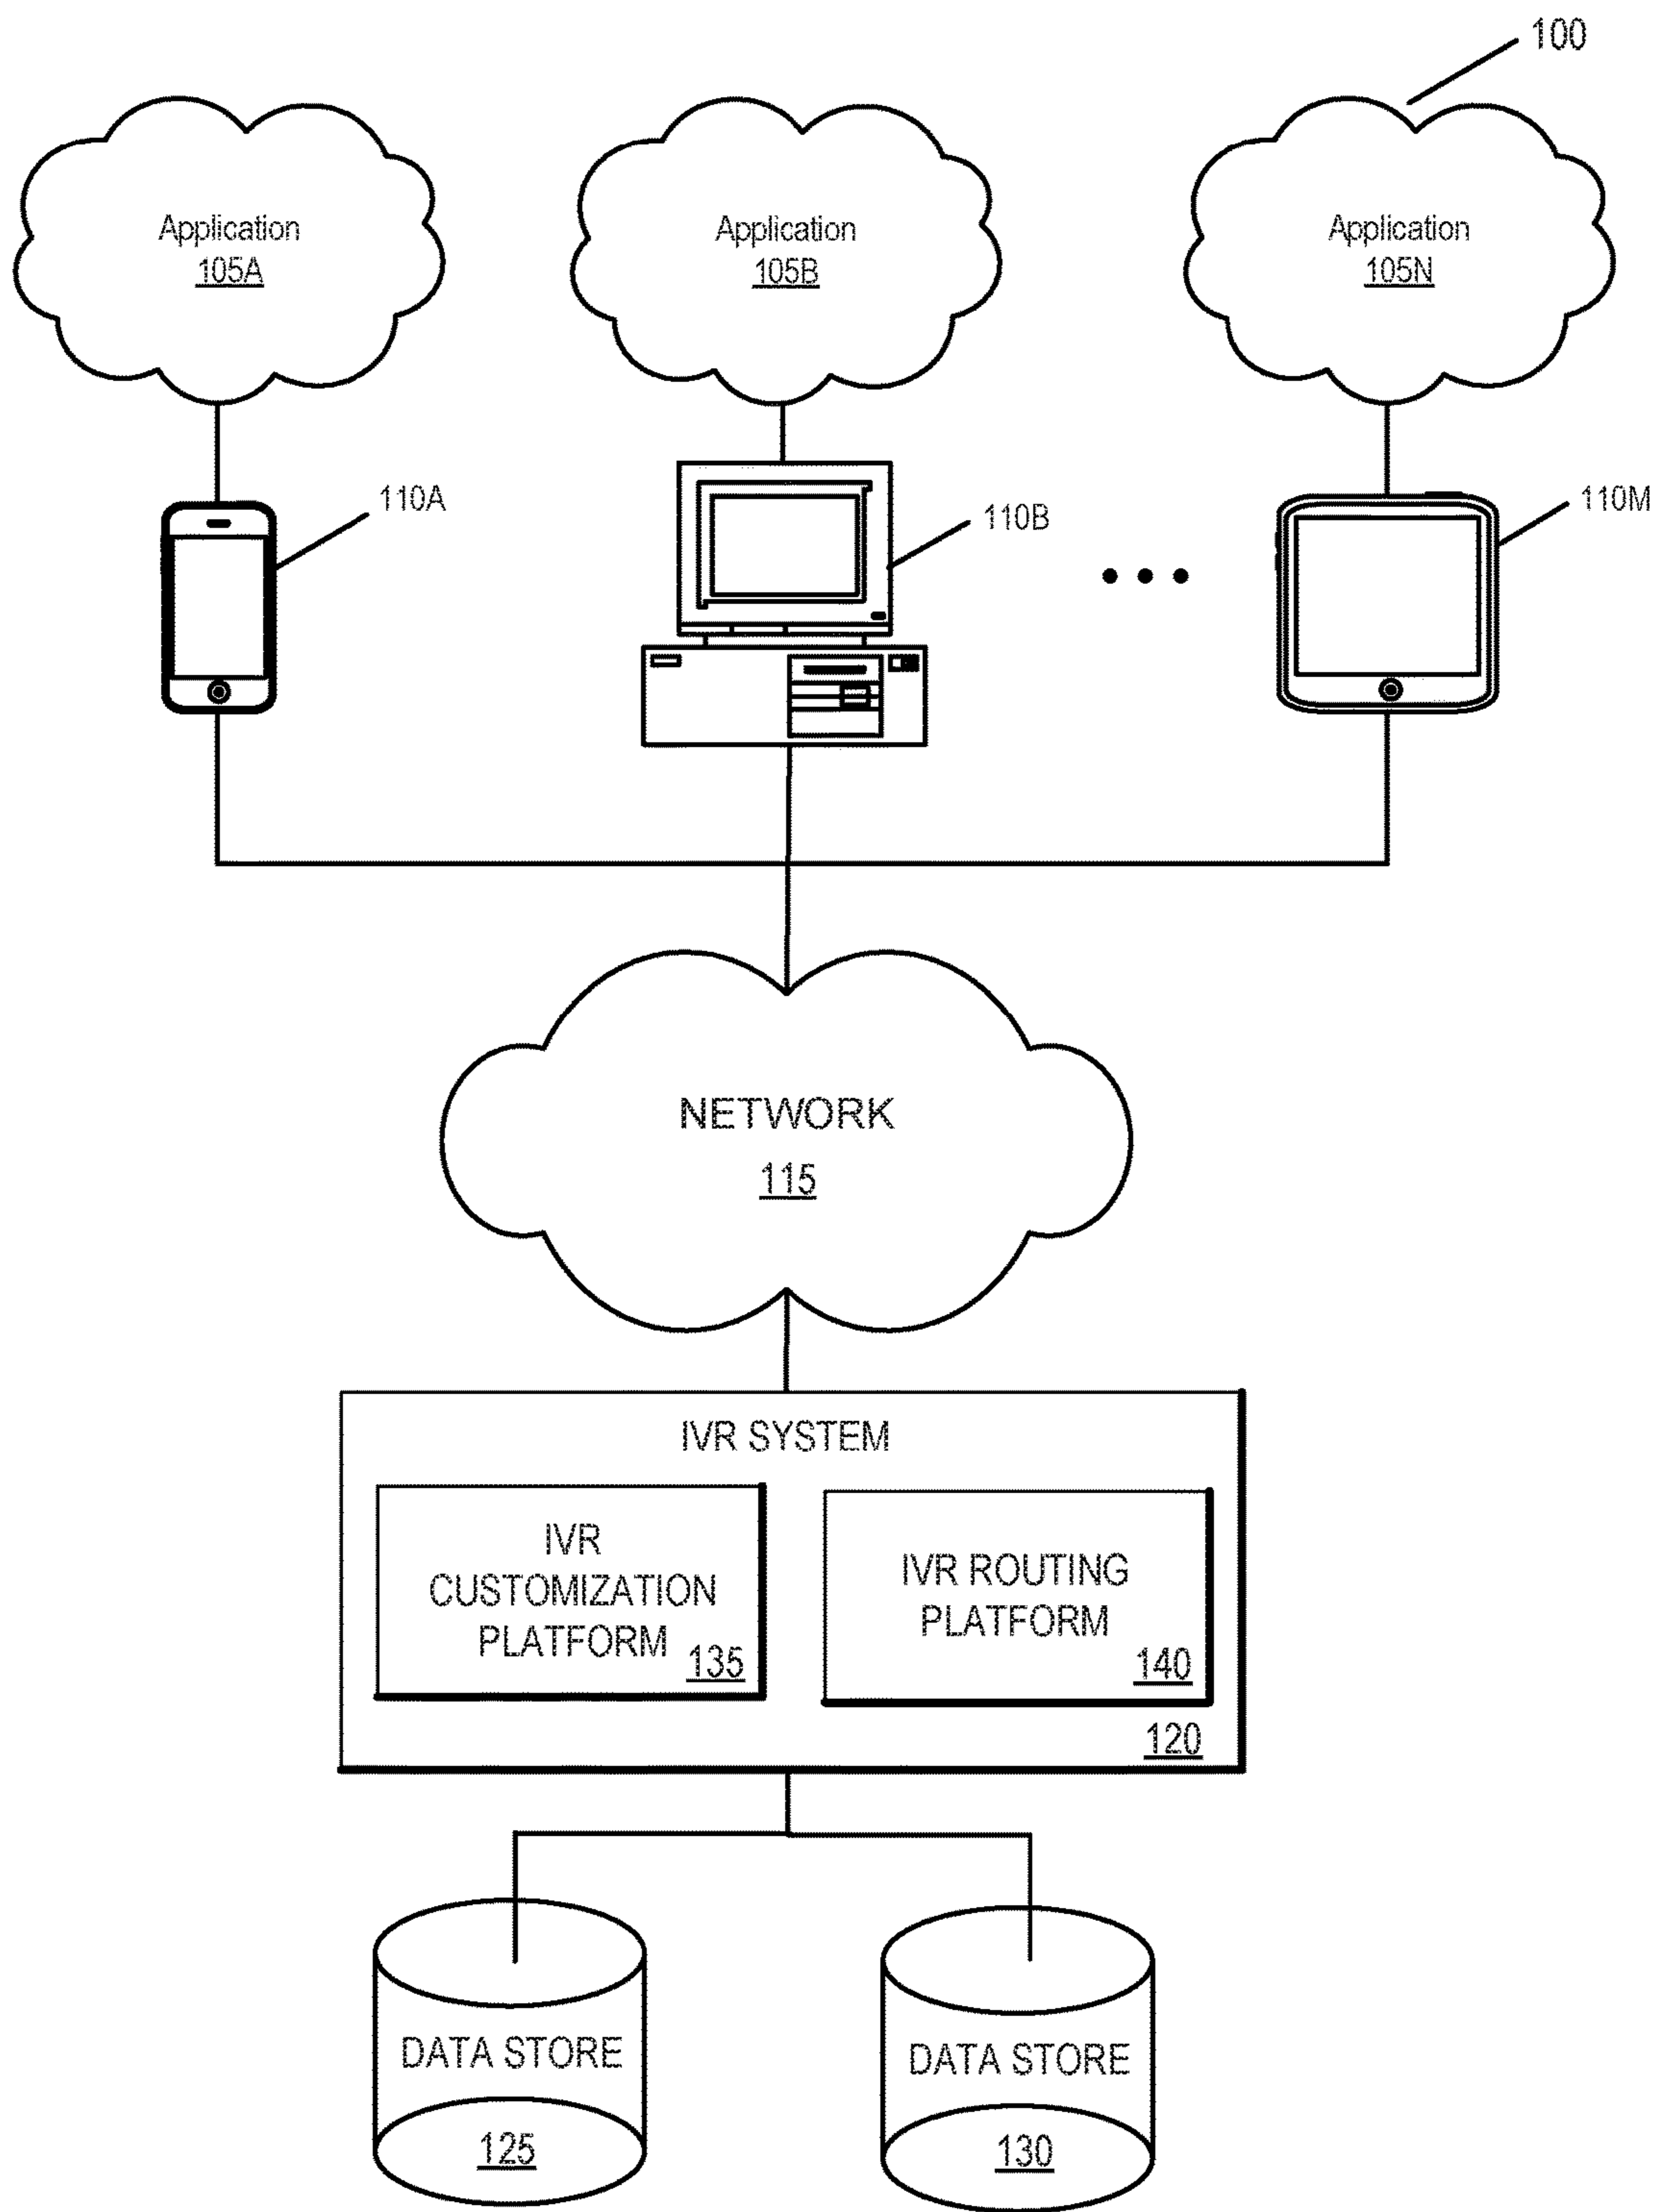 100
Application
105A
Application
105B
Application
105N
110A
110B
110M
NETWORK
115
IVR SYSTEM
IVR
CUSTOMIZATION
PLATFORM
135
IVR ROUTING
PLATFORM
140
120
DATA STORE
125
DATA STORE
130